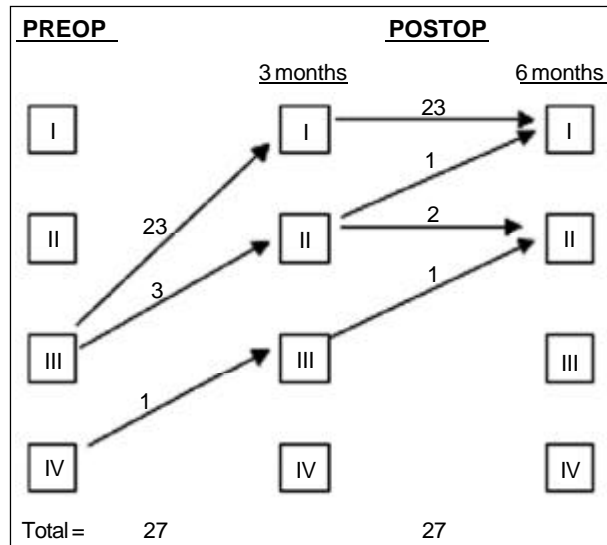 PREOP POSTOP
3 months 6 months
I I 23 I
1
II 23 II 2 II
3 1
III III III
1
IV IV IV
Total = 27 27